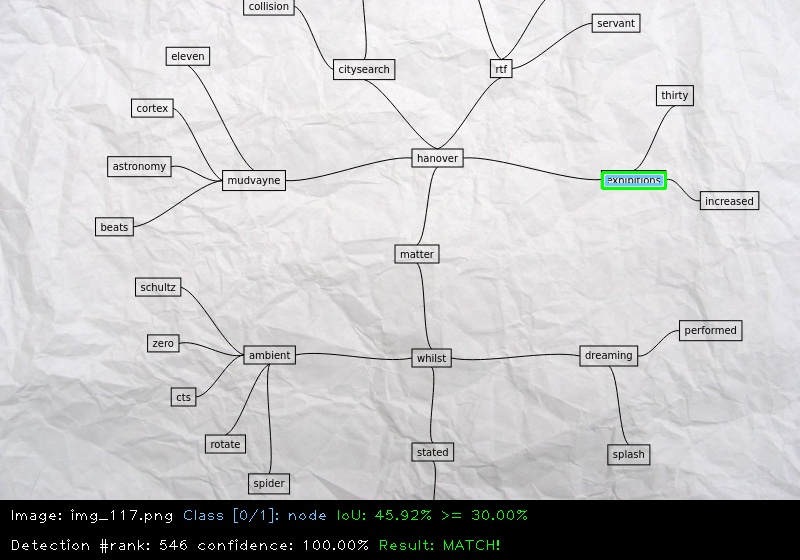 collision
servant
eleven
citysearch
rtf
thirty
cortex
hanover
astronomy
mudvayne
exhibitions
increased
beats
matter
schultz
performed
zero
ambient
whilst
dreaming
cts
rotate
stated
splash
spider
Image: img_117.png Class [0/1]: node IoU: 45.92% >= 30.00%
Detection #rank: 546 confidence: 100.00% Result: MATCH!